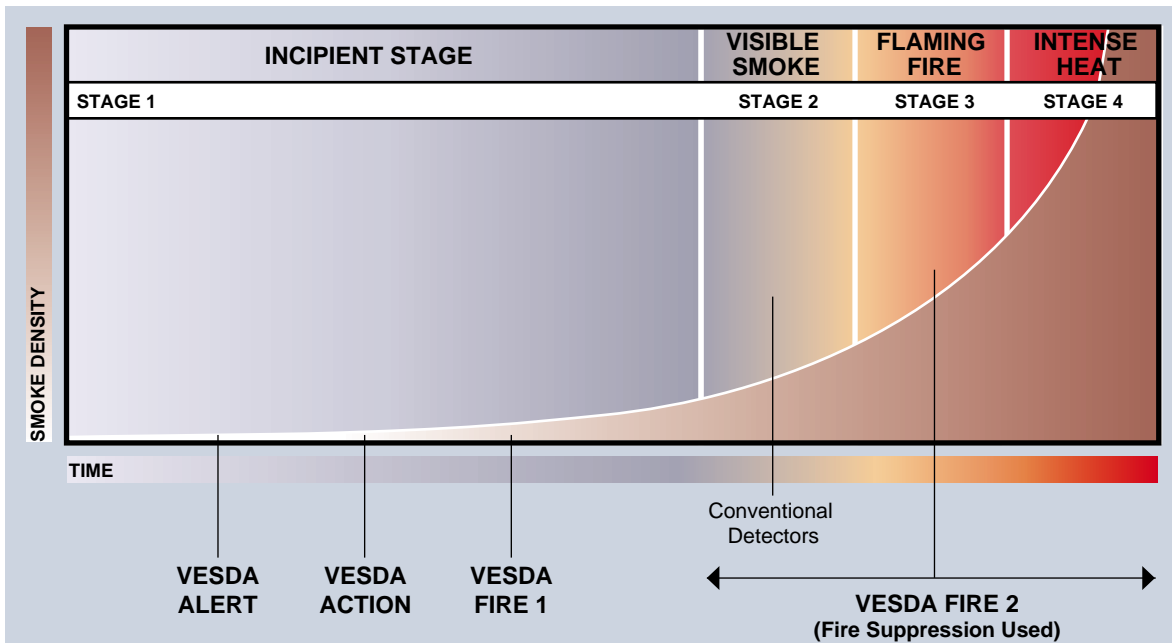 INCIPIENT STAGE
VISIBLE
SMOKE
FLAMING
FIRE
INTENSE
HEAT
STAGE 1
STAGE 2
STAGE 3
STAGE 4
SMOKE DENSITY
TIME
Conventional
Detectors
VESDA
ALERT
VESDA
ACTION
VESDA
FIRE 1
VESDA FIRE 2
(Fire Suppression Used)